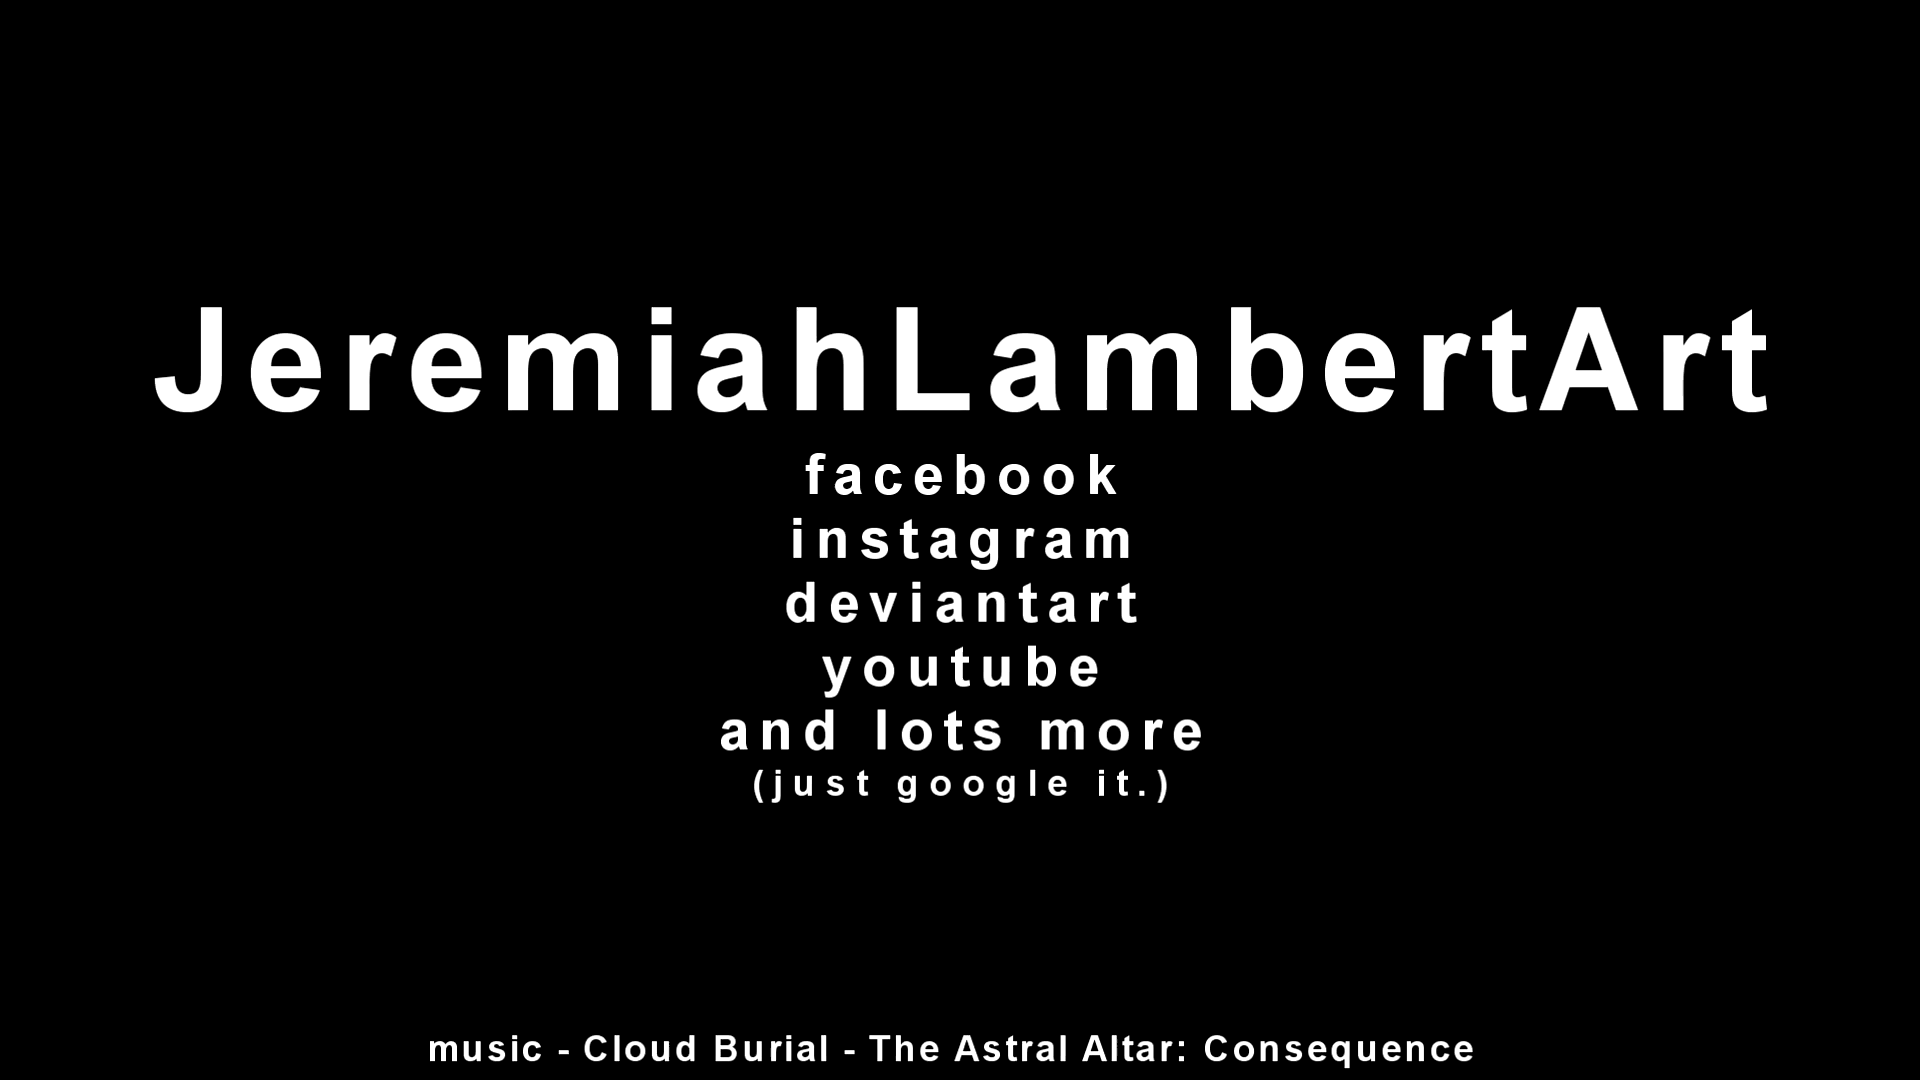 JeremiahLambertArt
facebook
instagram
deviantart
youtube
and lots more
(just google it.)
music - Cloud Burial - The Astral Altar: Consequence